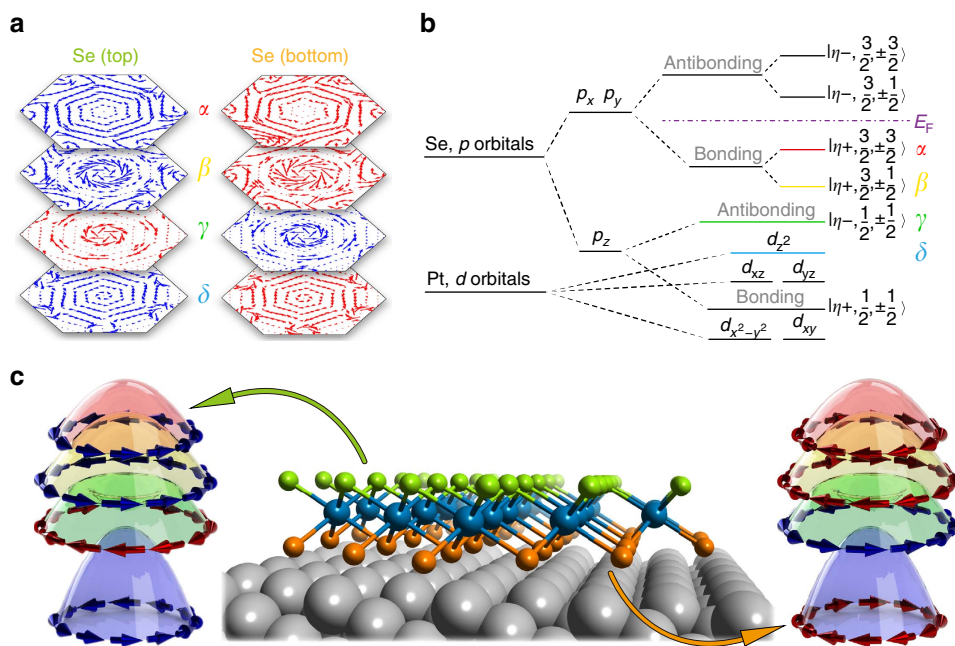 a
Se (top)
Se (bottom)
α
β
γ
δ
b
Se, p orbitals
Pt, d orbitals
pₓ p_y
p_z
Antibonding
|η−, 3/2, ±3/2⟩
|η−, 3/2, ±1/2⟩
E_F
Bonding
|η+, 3/2, ±3/2⟩ α
|η+, 3/2, ±1/2⟩ β
Antibonding
|η−, 1/2, ±1/2⟩ γ
d_z² δ
d_xz d_yz
Bonding
|η+, 1/2, ±1/2⟩
d_x²−y² d_xy
c